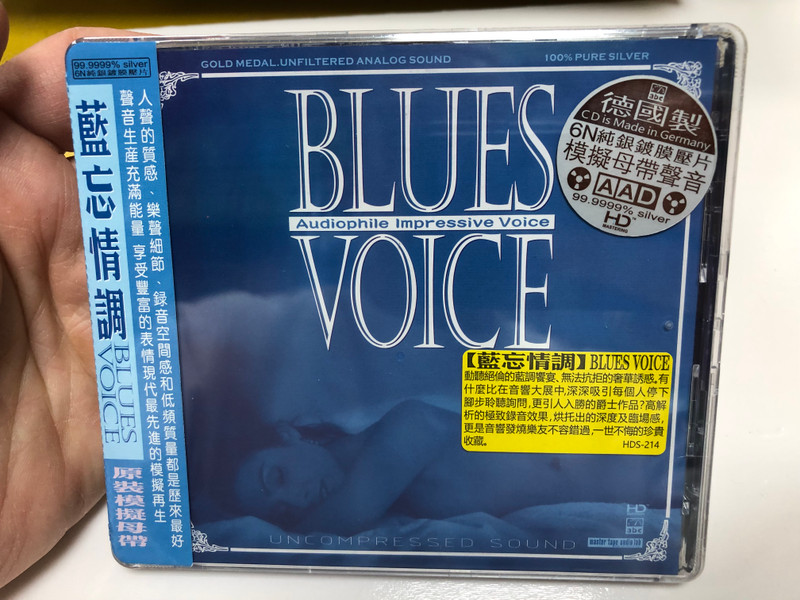 99.9999% silver
6N純銀鍍膜壓片
藍忘情調
BLUES
VOICE
原裝模擬母帶
人聲的質感、樂聲細節、録音空間感和低頻質量都是歷來最好
聲音生産充滿能量 享受豐富的表情現代最先進的模擬再生
GOLD MEDAL.UNFILTERED ANALOG SOUND
100% PURE SILVER
BLUES
Audiophile Impressive Voice
VOICE
abc
德國製
CD is Made in Germany
6N純銀鍍膜壓片
模擬母帶聲音
AAD
99.9999% silver
HD
MASTERING
【藍忘情調】BLUES VOICE
動聽絕倫的藍調饗宴、無法抗拒的奢華誘惑。有
什麼比在音響大展中,深深吸引每個人停下
腳步聆聽詢問,更引人入勝的爵士作品?高解
析的極致錄音效果,烘托出的深度及臨場感,
更是音響發燒樂友不容錯過,一世不悔的珍貴
收藏。
HDS-214
HD
abc
UNCOMPRESSED SOUND
master tape audio lab